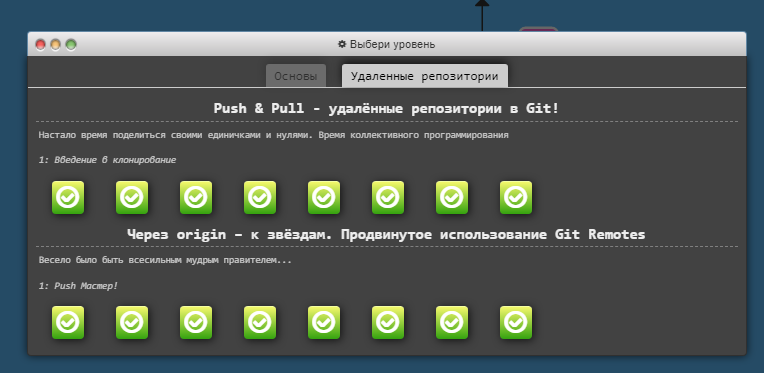 Выбери уровень
Основы
Удаленные репозитории
Push & Pull - удалённые репозитории в Git!
Настало время поделиться своими единичками и нулями. Время коллективного программирования
1: Введение в клонирование
Через origin – к звёздам. Продвинутое использование Git Remotes
Весело было быть всесильным мудрым правителем...
1: Push Мастер!